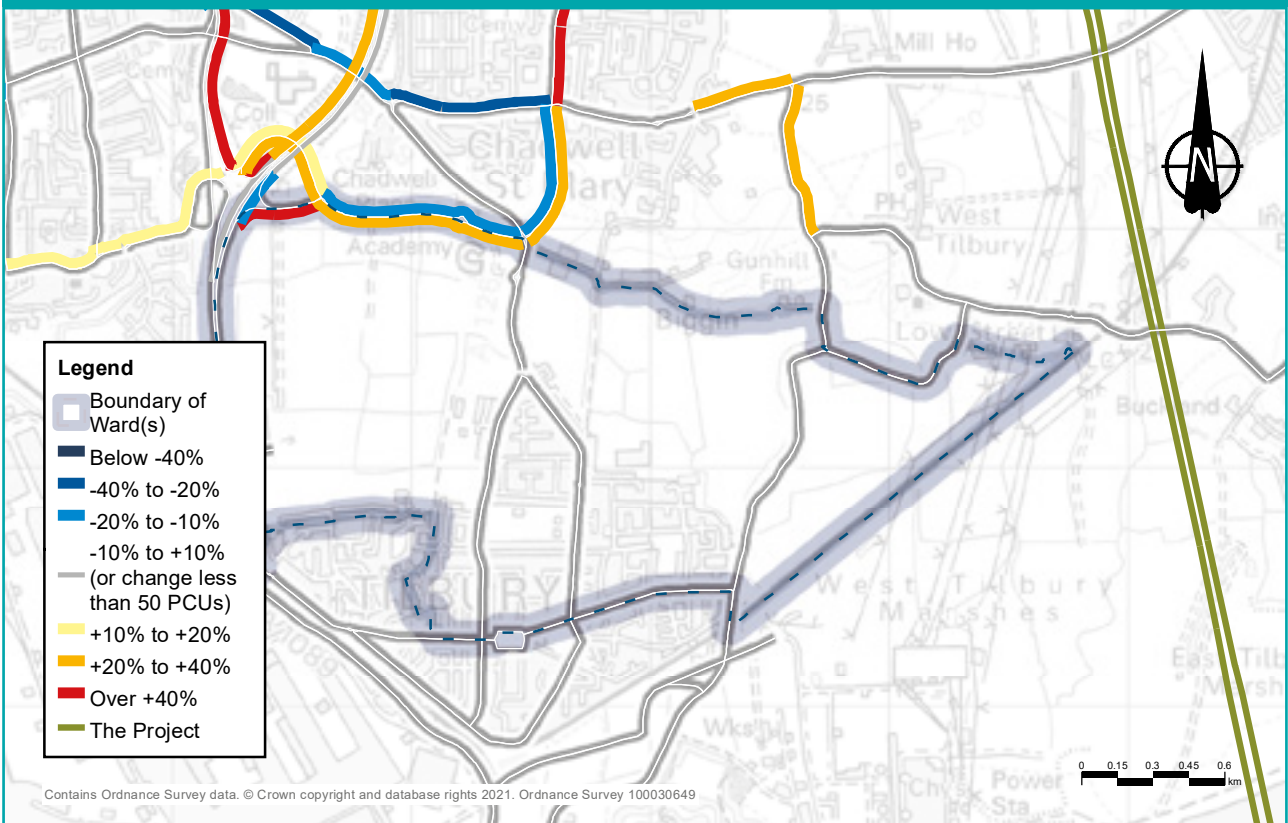 Mill Ho
Cemy
Cemy
Coll
25
Chadwell
St
Academy
West
Tilbury
Gunhill
Fm
Biggin
Low Street
Buckland
N
Legend
Boundary of
Ward(s)
Below -40%
-40% to -20%
-20% to -10%
-10% to +10%
(or change less
than 50 PCUs)
+10% to +20%
+20% to +40%
Over +40%
The Project
TILBURY
West Tilbury
Marshes
East Tilb
Marsh
Wks
Power
Sta
0 0.15 0.3 0.45 0.6
km
Contains Ordnance Survey data. © Crown copyright and database rights 2021. Ordnance Survey 100030649